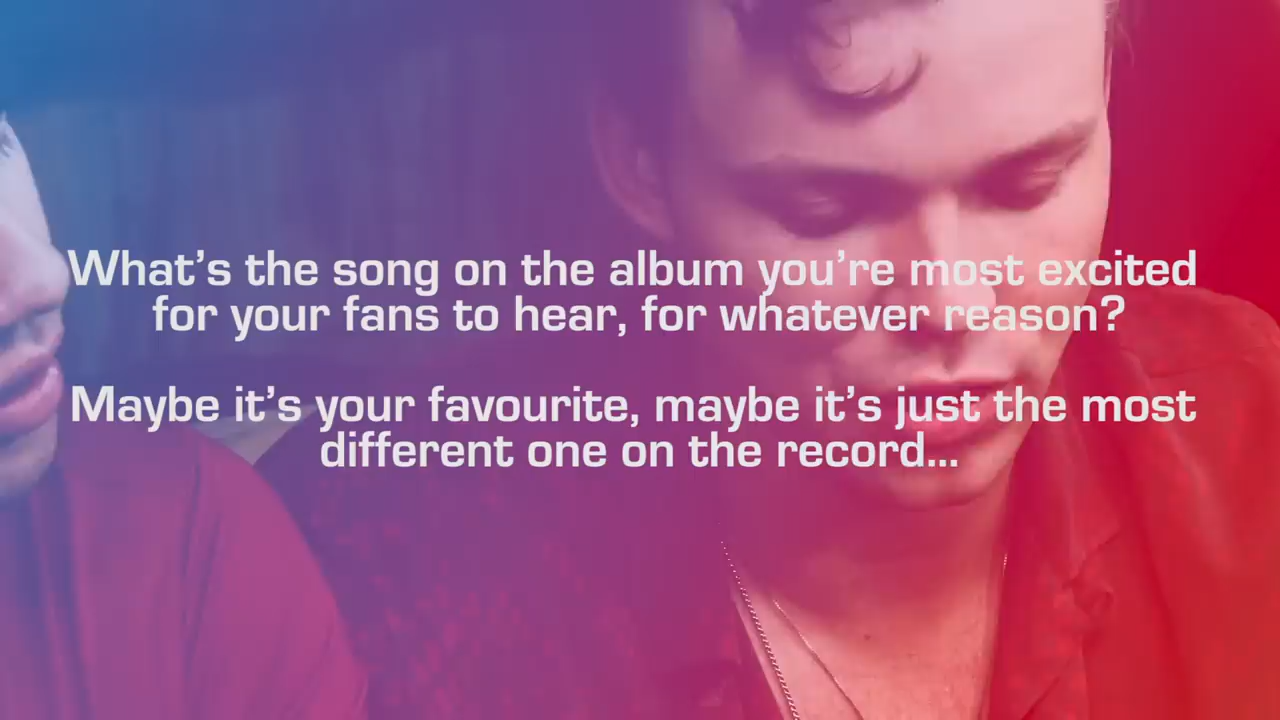 What’s the song on the album you’re most excited
for your fans to hear, for whatever reason?
Maybe it’s your favourite, maybe it’s just the most
different one on the record...